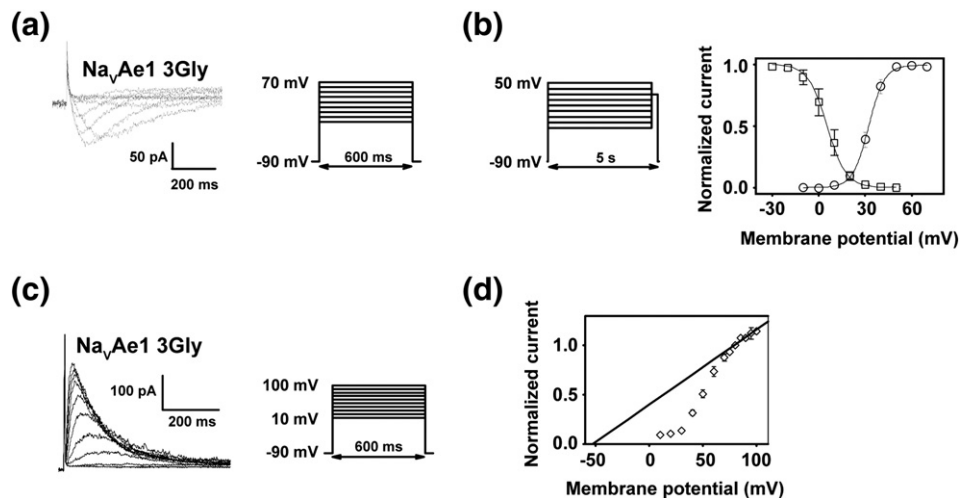 (a)
Na_VAe1 3Gly
50 pA
200 ms
70 mV
-90 mV
600 ms
(b)
50 mV
-90 mV
5 s
Normalized current
1.0
0.5
0.0
-30 0 30 60
Membrane potential (mV)
(c)
Na_VAe1 3Gly
100 pA
200 ms
100 mV
10 mV
-90 mV
600 ms
(d)
Normalized current
1.0
0.5
0.0
-50 0 50 100
Membrane potential (mV)